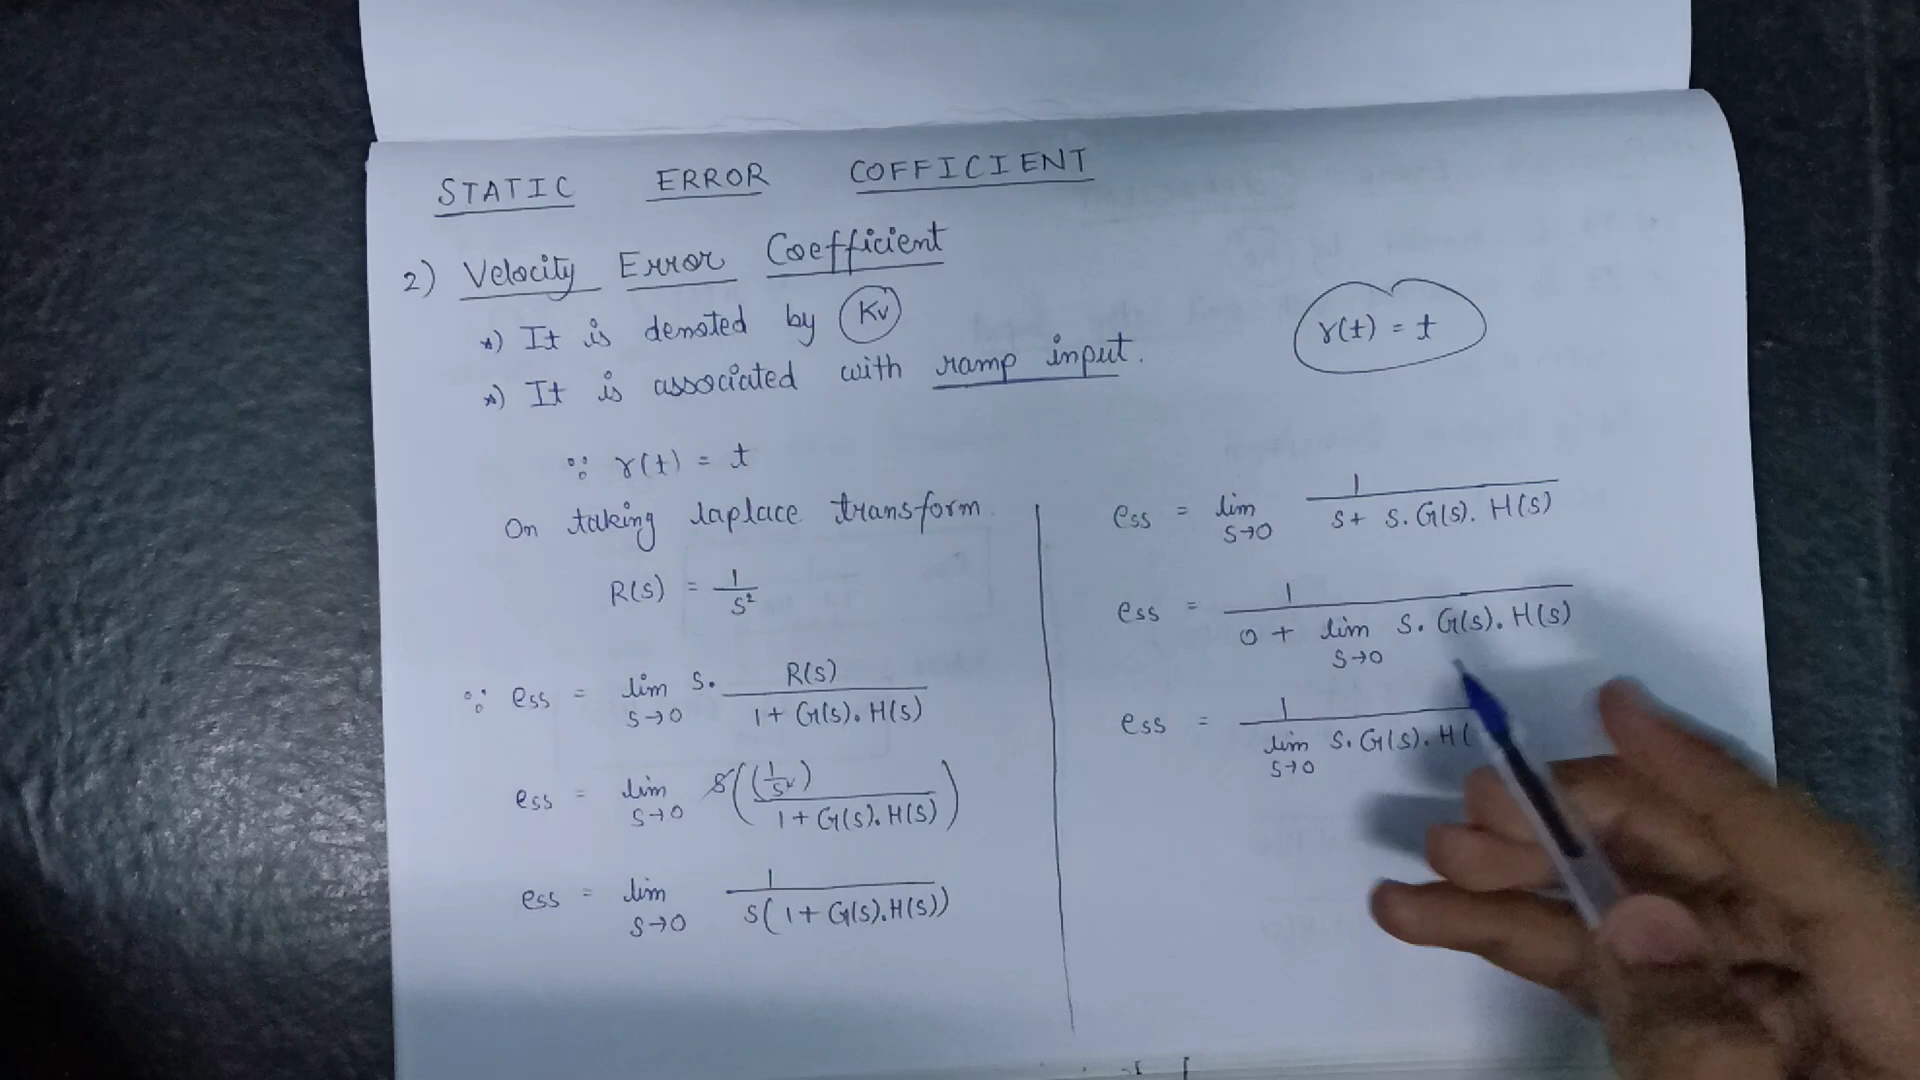 STATIC ERROR COFFICIENT
2) Velocity Error Coefficient
*) It is denoted by Kv
*) It is associated with ramp input.
r(t) = t
∵ r(t) = t
On taking laplace transform
R(s) = 1/s²
∵ ess = lim s→0 s. R(s)/(1 + G(s).H(s))
ess = lim s→0 s((1/s²)/(1 + G(s).H(s)))
ess = lim s→0 1/(s(1 + G(s).H(s)))
ess = lim s→0 1/(s + s.G(s).H(s))
ess = 1/(0 + lim s→0 s.G(s).H(s))
ess = 1/(lim s→0 s.G(s).H(